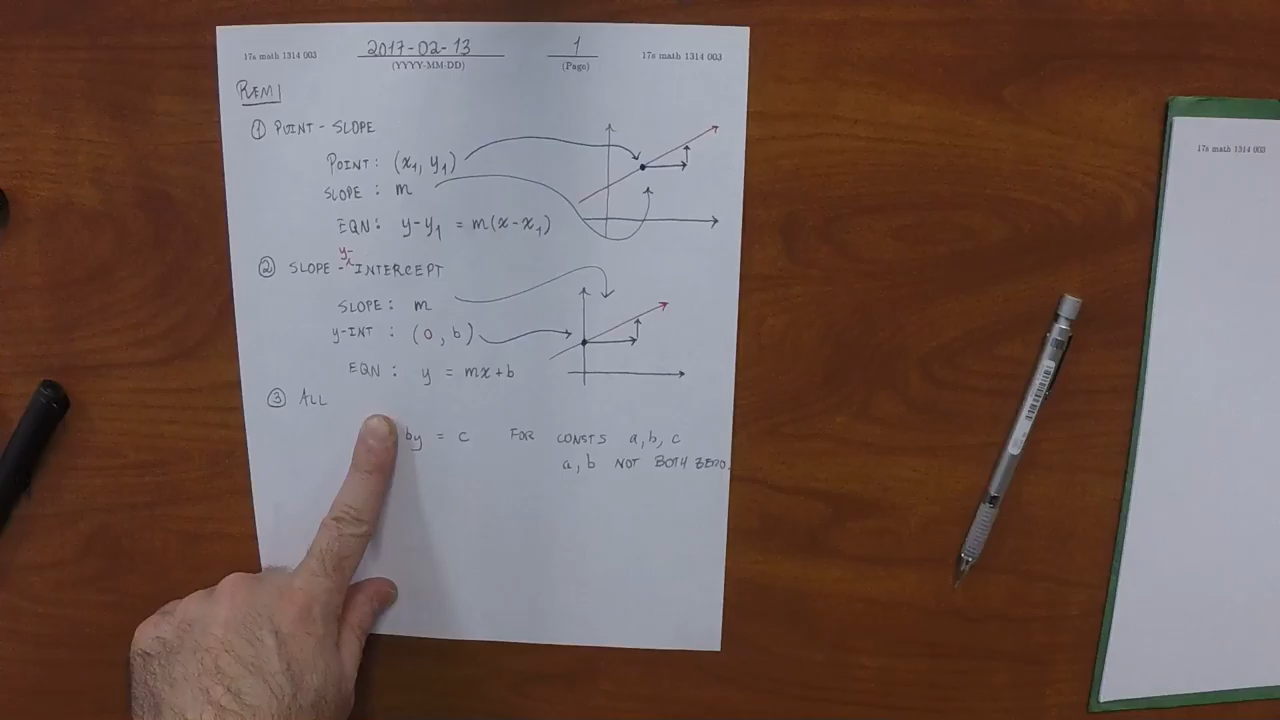 17s math 1314 003 2017-02-13 1 17s math 1314 003
(YYYY-MM-DD) (Page)
REM
① POINT - SLOPE
POINT: (x₁, y₁)
SLOPE: m
EQN: y-y₁ = m(x-x₁)
② SLOPE - y-INTERCEPT
SLOPE: m
y-INT: (0, b)
EQN: y = mx+b
③ ALL
by = c FOR CONSTS a, b, c
a, b NOT BOTH ZERO.
17s math 1314 003